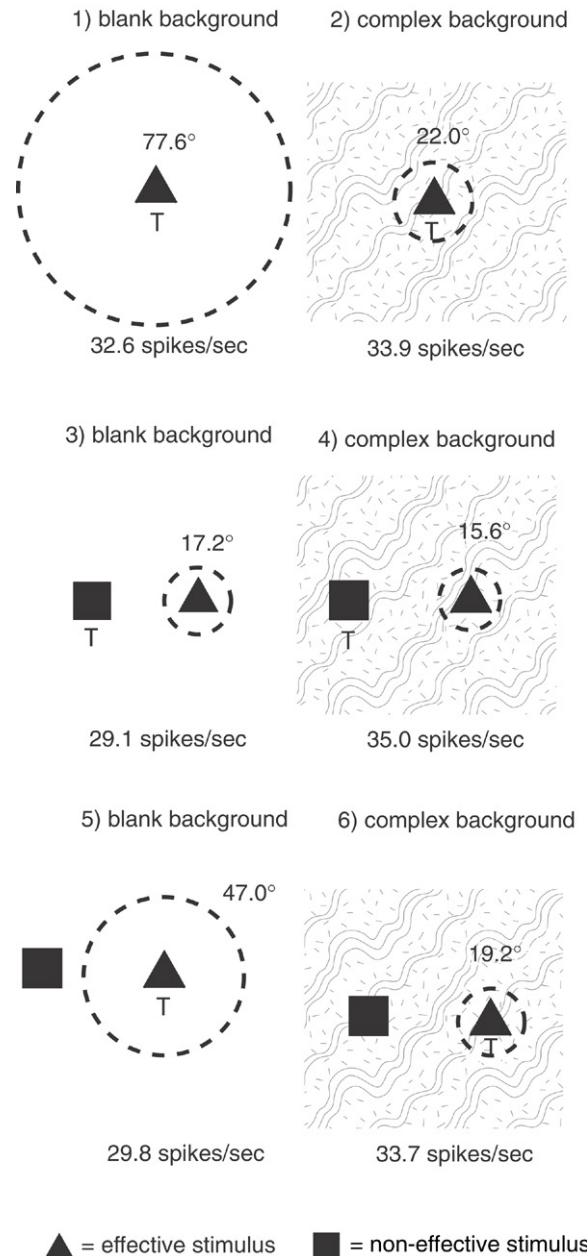 1) blank background
2) complex background
77.6°
T
22.0°
T
32.6 spikes/sec
33.9 spikes/sec
3) blank background
4) complex background
17.2°
T
15.6°
T
29.1 spikes/sec
35.0 spikes/sec
5) blank background
6) complex background
47.0°
T
19.2°
T
29.8 spikes/sec
33.7 spikes/sec
= effective stimulus
= non-effective stimulus